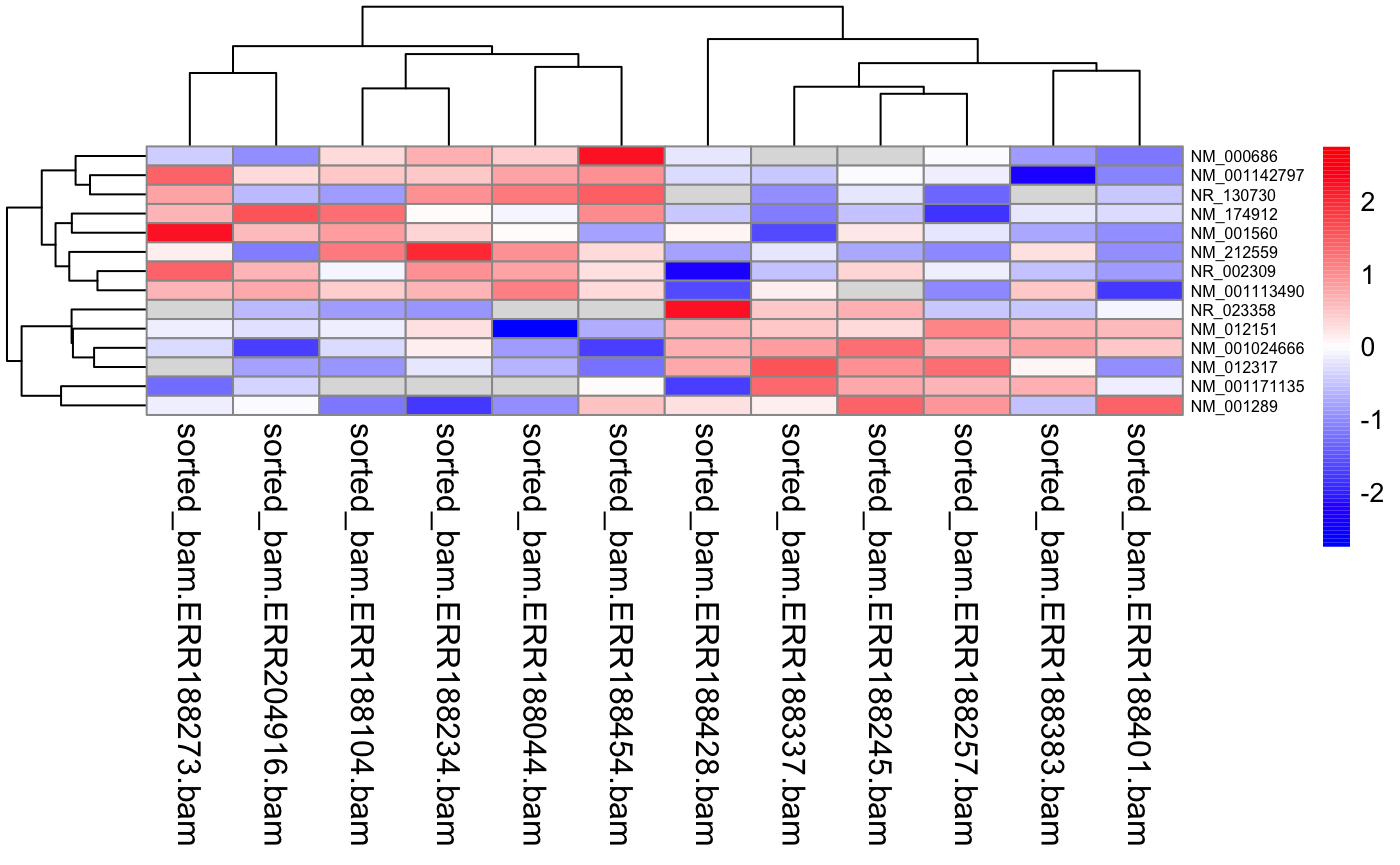 NM_000686
NM_001142797
NR_130730
NM_174912
NM_001560
NM_212559
NR_002309
NM_001113490
NR_023358
NM_012151
NM_001024666
NM_012317
NM_001171135
NM_001289
2
1
0
-1
-2
sorted_bam.ERR188273.bam
sorted_bam.ERR204916.bam
sorted_bam.ERR188104.bam
sorted_bam.ERR188234.bam
sorted_bam.ERR188044.bam
sorted_bam.ERR188454.bam
sorted_bam.ERR188428.bam
sorted_bam.ERR188337.bam
sorted_bam.ERR188245.bam
sorted_bam.ERR188257.bam
sorted_bam.ERR188383.bam
sorted_bam.ERR188401.bam